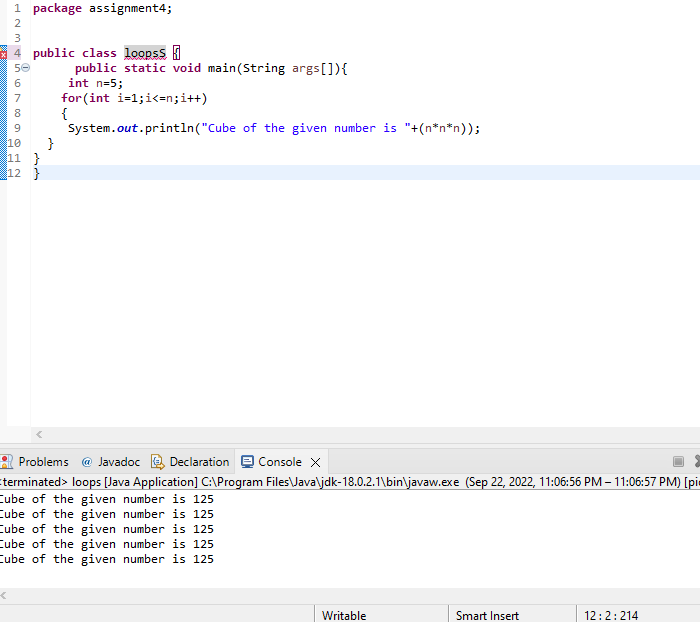 1 package assignment4;
2
3
4 public class loopsS {
5 public static void main(String args[]){
6 int n=5;
7 for(int i=1;i<=n;i++)
8 {
9 System.out.println("Cube of the given number is "+(n*n*n));
10 }
11 }
12 }
Problems @ Javadoc Declaration Console
<terminated> loops [Java Application] C:\Program Files\Java\jdk-18.0.2.1\bin\javaw.exe (Sep 22, 2022, 11:06:56 PM – 11:06:57 PM) [pi
Cube of the given number is 125
Cube of the given number is 125
Cube of the given number is 125
Cube of the given number is 125
Cube of the given number is 125
Writable Smart Insert 12 : 2 : 214